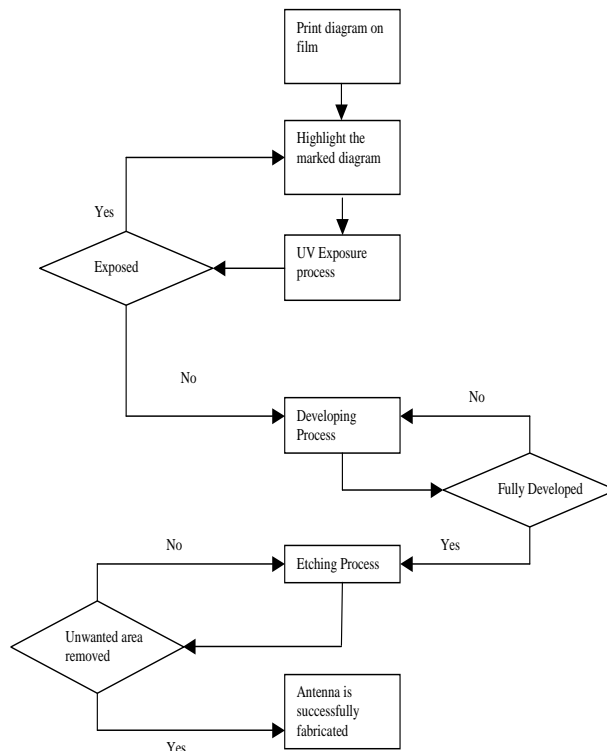 Print diagram on
film
Highlight the
marked diagram
Yes
UV Exposure
process
Exposed
No
Developing
Process
No
Fully Developed
No
Etching Process
Yes
Unwanted area
removed
Antenna is
successfully
fabricated
Yes